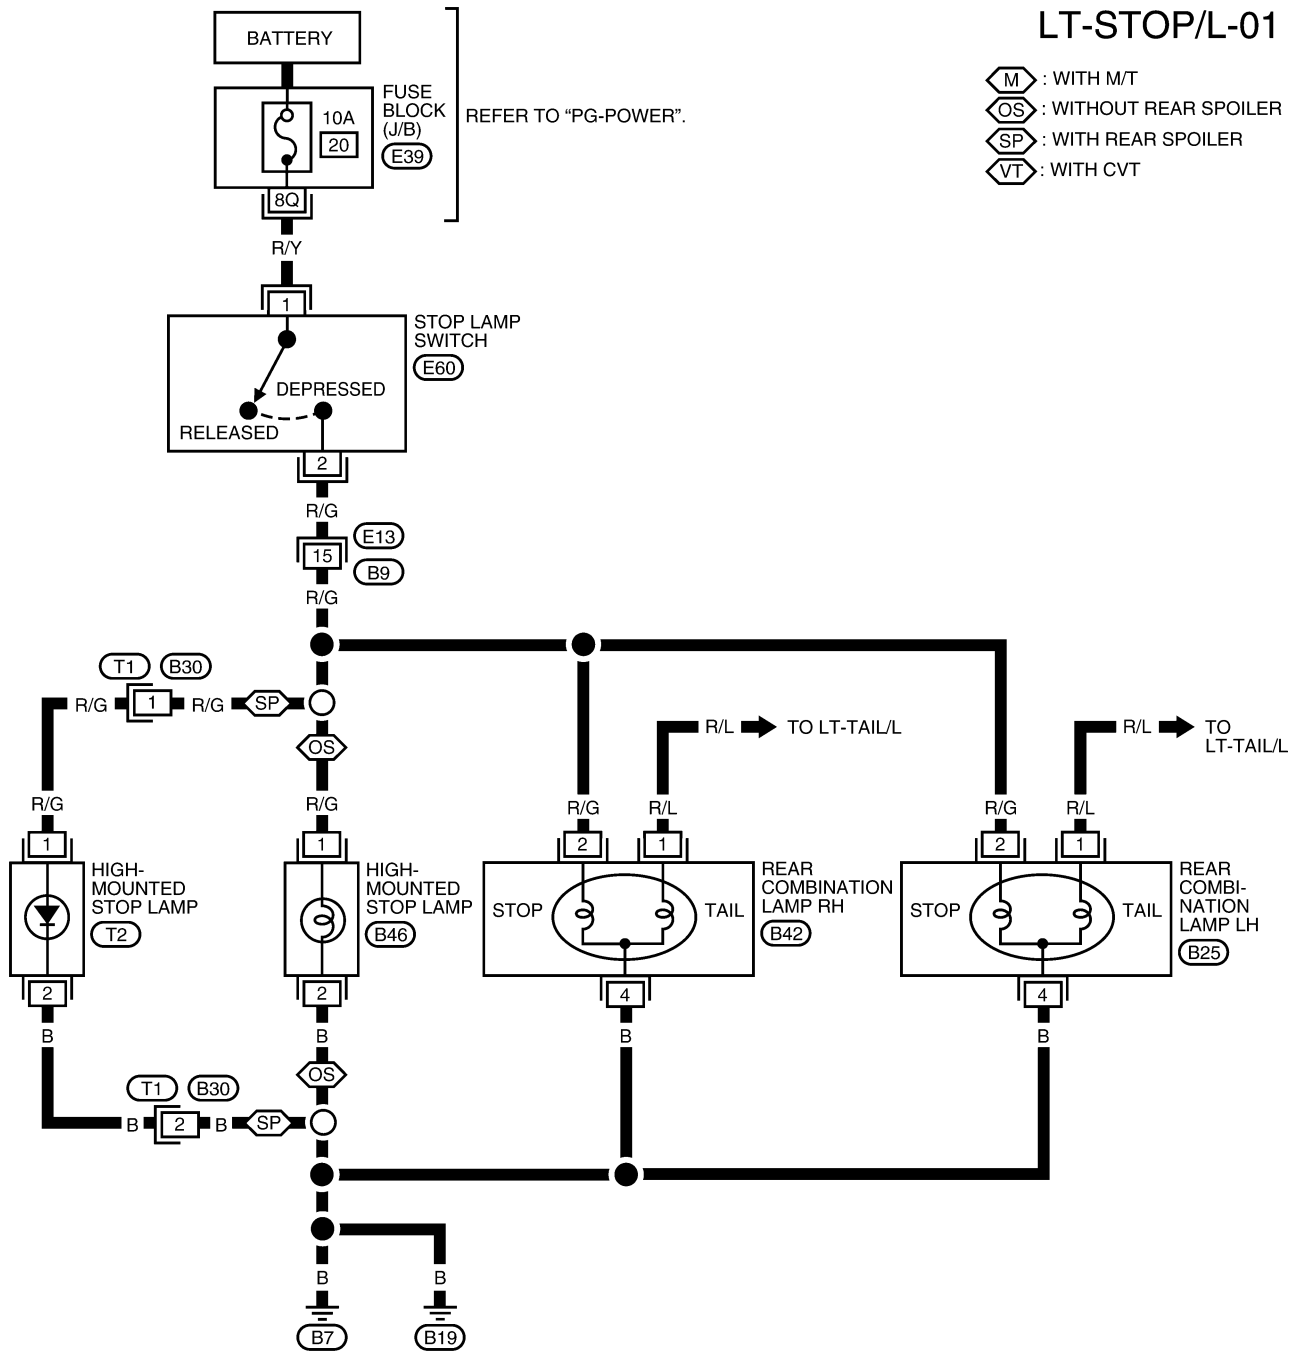 LT-STOP/L-01
M : WITH M/T
OS : WITHOUT REAR SPOILER
SP : WITH REAR SPOILER
VT : WITH CVT
BATTERY
FUSE
BLOCK
(J/B)
E39
10A
20
REFER TO “PG-POWER”.
8Q
R/Y
1
STOP LAMP
SWITCH
E60
DEPRESSED
RELEASED
2
R/G
E13
15
B9
R/G
T1 B30
R/G 1 R/G SP
OS
R/L TO LT-TAIL/L
R/L TO
LT-TAIL/L
R/G R/G R/G R/L R/G R/L
1 1 2 1 2 1
HIGH-
MOUNTED
STOP LAMP
T2
HIGH-
MOUNTED
STOP LAMP
B46
STOP TAIL
REAR
COMBINATION
LAMP RH
B42
STOP TAIL
REAR
COMBI-
NATION
LAMP LH
B25
2 2 4 4
B B B B
OS
T1 B30
B 2 B SP
B B
B7 B19